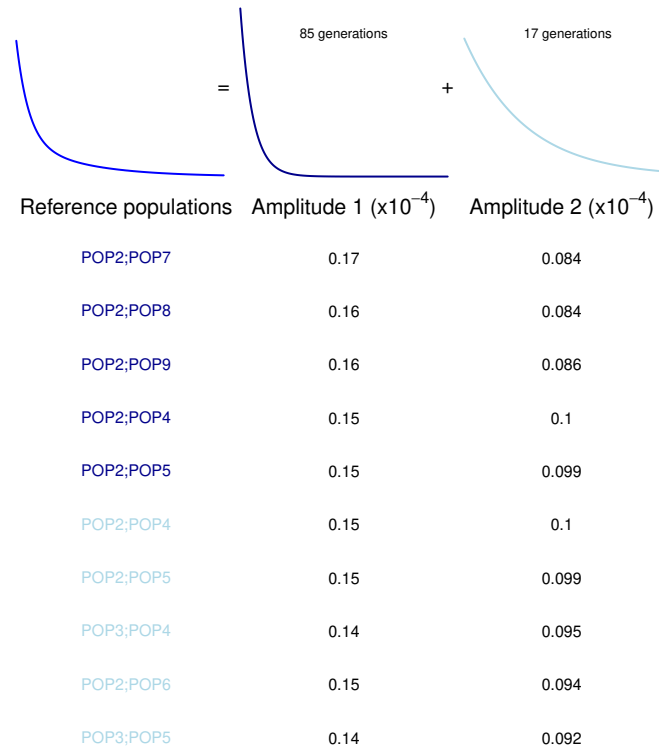 85 generations 17 generations
= +
Reference populations Amplitude 1 (x10⁻⁴) Amplitude 2 (x10⁻⁴)
POP2;POP7 0.17 0.084
POP2;POP8 0.16 0.084
POP2;POP9 0.16 0.086
POP2;POP4 0.15 0.1
POP2;POP5 0.15 0.099
POP2;POP4 0.15 0.1
POP2;POP5 0.15 0.099
POP3;POP4 0.14 0.095
POP2;POP6 0.15 0.094
POP3;POP5 0.14 0.092